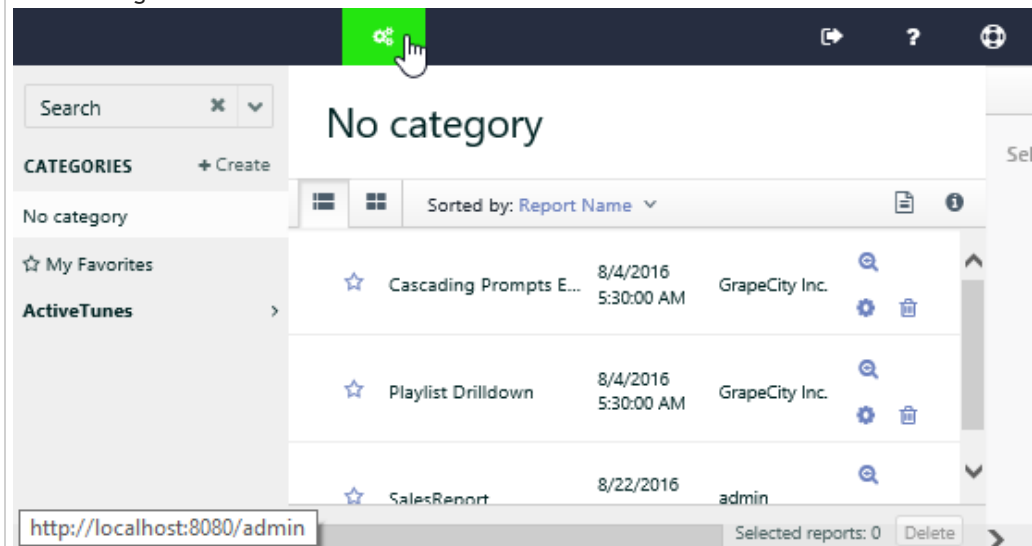 ?
Search
No category
Sel
CATEGORIES + Create
Sorted by: Report Name
No category
My Favorites
Cascading Prompts E... 8/4/2016 5:30:00 AM GrapeCity Inc.
ActiveTunes
Playlist Drilldown 8/4/2016 5:30:00 AM GrapeCity Inc.
SalesReport 8/22/2016 admin
http://localhost:8080/admin
Selected reports: 0 Delete